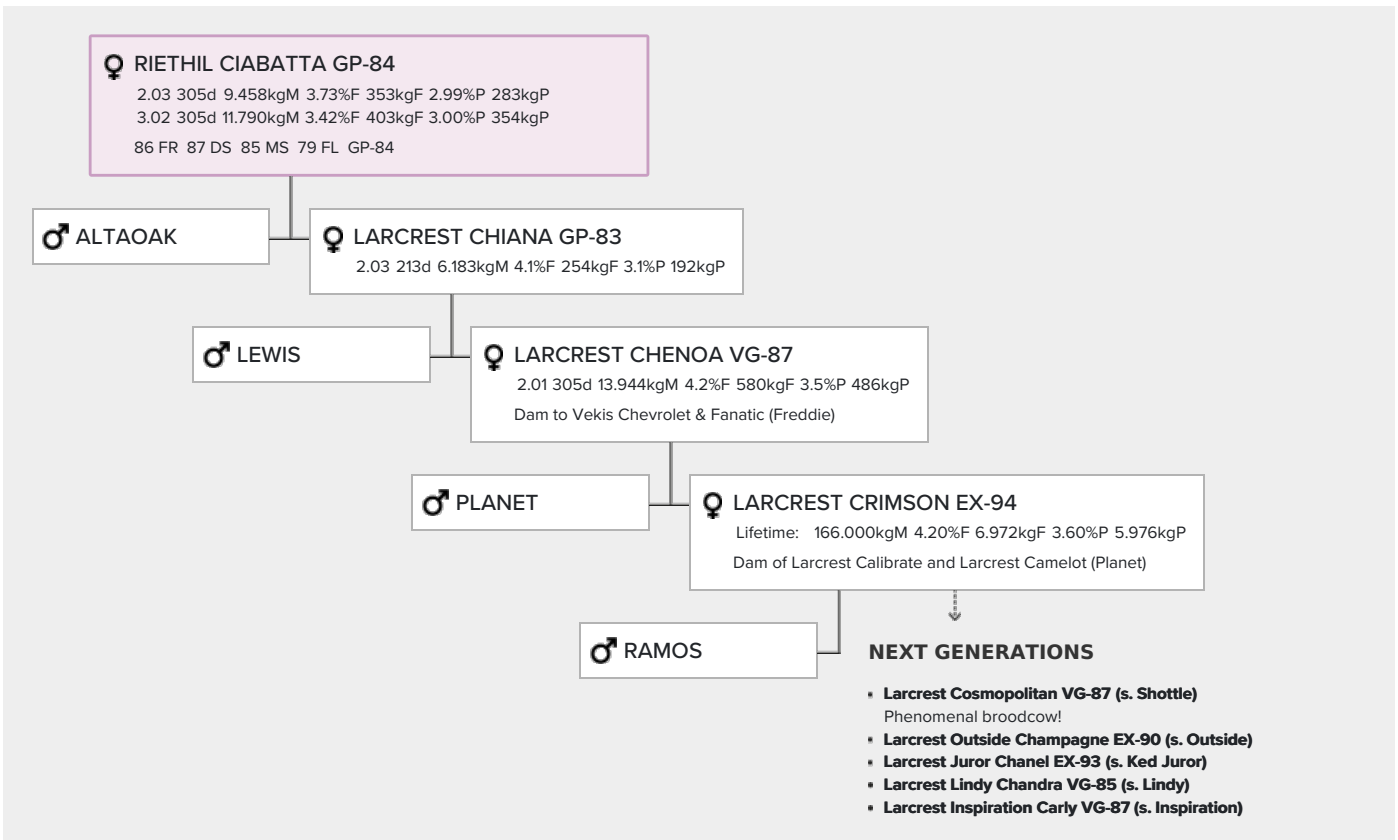 RIETHIL CIABATTA GP-84
2.03 305d 9.458kgM 3.73%F 353kgF 2.99%P 283kgP
3.02 305d 11.790kgM 3.42%F 403kgF 3.00%P 354kgP
86 FR 87 DS 85 MS 79 FL GP-84
ALTAOAK
LARCREST CHIANA GP-83
2.03 213d 6.183kgM 4.1%F 254kgF 3.1%P 192kgP
LEWIS
LARCREST CHENOA VG-87
2.01 305d 13.944kgM 4.2%F 580kgF 3.5%P 486kgP
Dam to Vekis Chevrolet & Fanatic (Freddie)
PLANET
LARCREST CRIMSON EX-94
Lifetime: 166.000kgM 4.20%F 6.972kgF 3.60%P 5.976kgP
Dam of Larcrest Calibrate and Larcrest Camelot (Planet)
RAMOS
NEXT GENERATIONS
Larcrest Cosmopolitan VG-87 (s. Shottle)
Phenomenal broodcow!
Larcrest Outside Champagne EX-90 (s. Outside)
Larcrest Juror Chanel EX-93 (s. Ked Juror)
Larcrest Lindy Chandra VG-85 (s. Lindy)
Larcrest Inspiration Carly VG-87 (s. Inspiration)